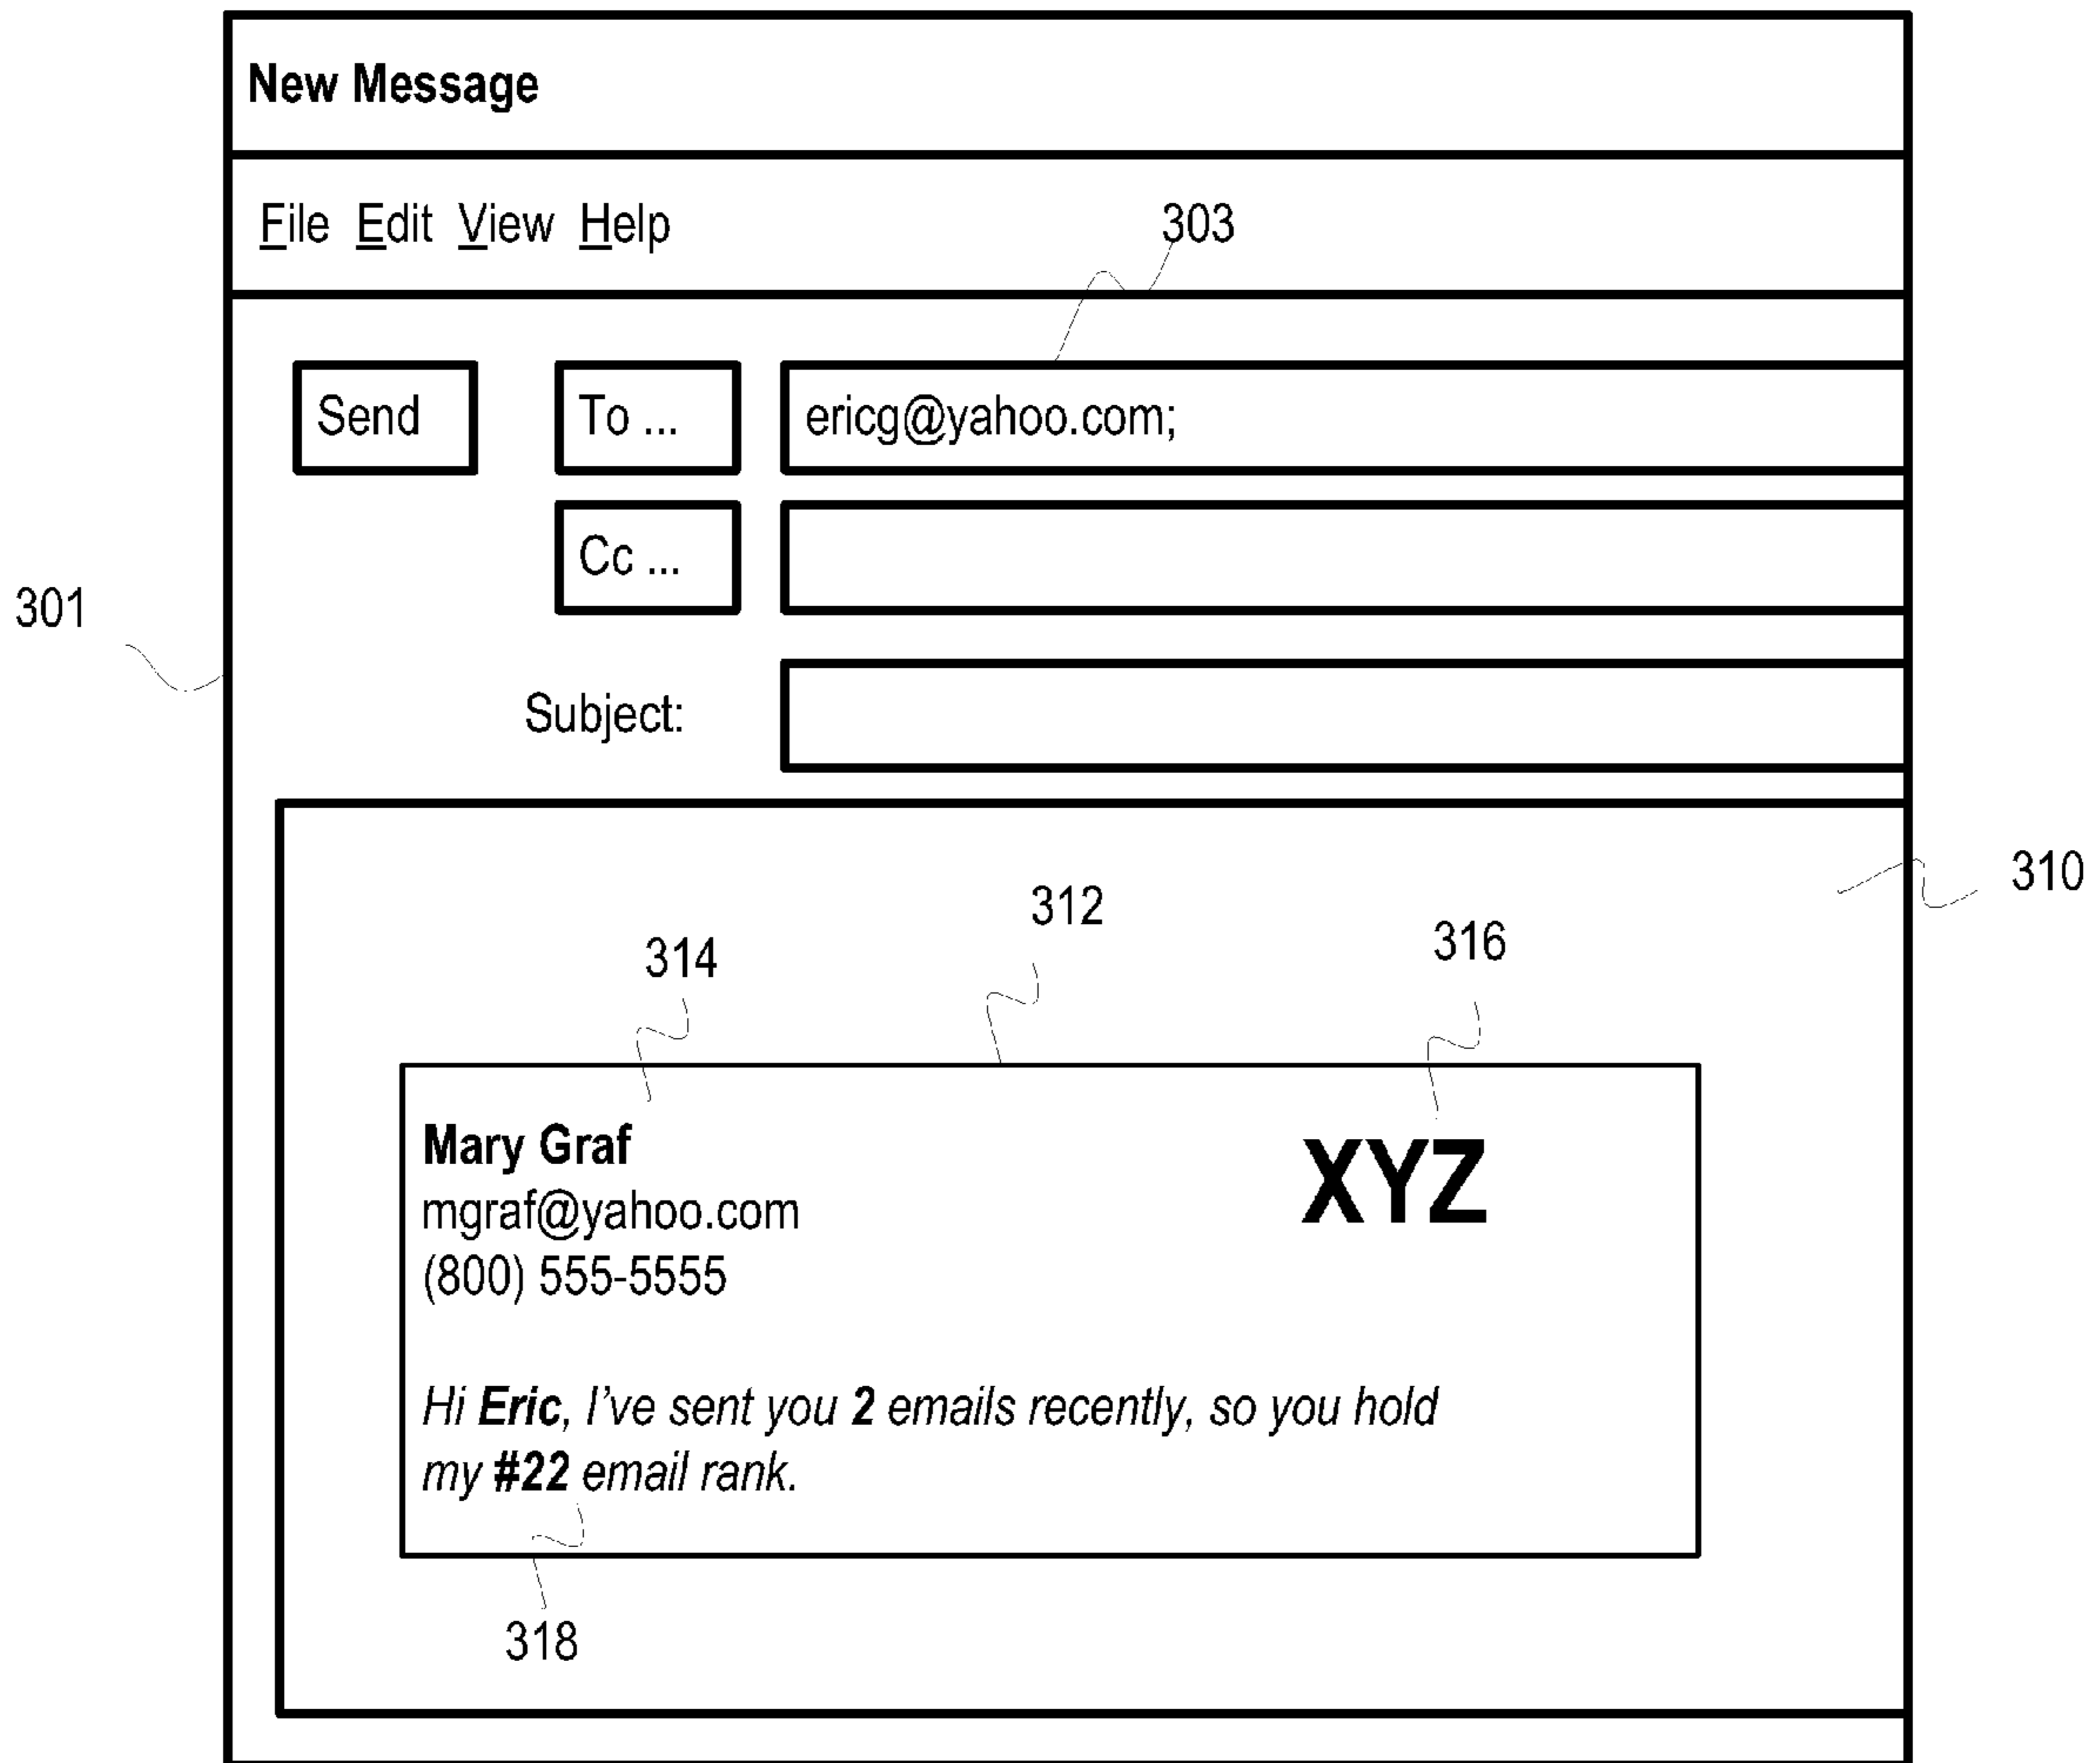 New Message
File Edit View Help
303
Send To ... ericg@yahoo.com;
Cc ...
301
Subject:
310
312
316
314
Mary Graf
XYZ
mgraf@yahoo.com
(800) 555-5555
Hi Eric, I've sent you 2 emails recently, so you hold
my #22 email rank.
318